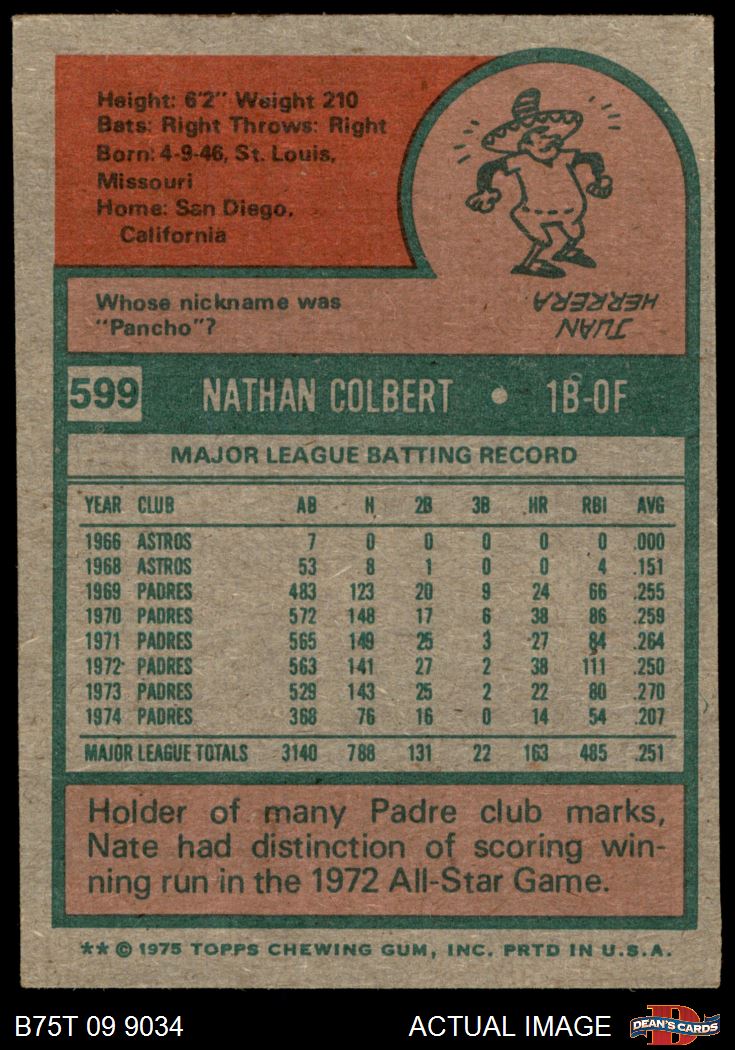 Height: 6'2" Weight 210
Bats: Right Throws: Right
Born: 4-9-46, St. Louis,
Missouri
Home: San Diego,
California
Whose nickname was
"Pancho"?
JUAN
HERRERA
599 NATHAN COLBERT • 1B-OF
MAJOR LEAGUE BATTING RECORD
YEAR CLUB AB H 2B 3B HR RBI AVG
1966 ASTROS 7 0 0 0 0 0 .000
1968 ASTROS 53 8 1 0 0 4 .151
1969 PADRES 483 123 20 9 24 66 .255
1970 PADRES 572 148 17 6 38 86 .259
1971 PADRES 565 149 25 3 27 84 .264
1972 PADRES 563 141 27 2 38 111 .250
1973 PADRES 529 143 25 2 22 80 .270
1974 PADRES 368 76 16 0 14 54 .207
MAJOR LEAGUE TOTALS 3140 788 131 22 163 485 .251
Holder of many Padre club marks,
Nate had distinction of scoring win-
ning run in the 1972 All-Star Game.
** © 1975 TOPPS CHEWING GUM, INC. PRTD IN U.S.A.
B75T 09 9034 ACTUAL IMAGE D DEAN'S CARDS